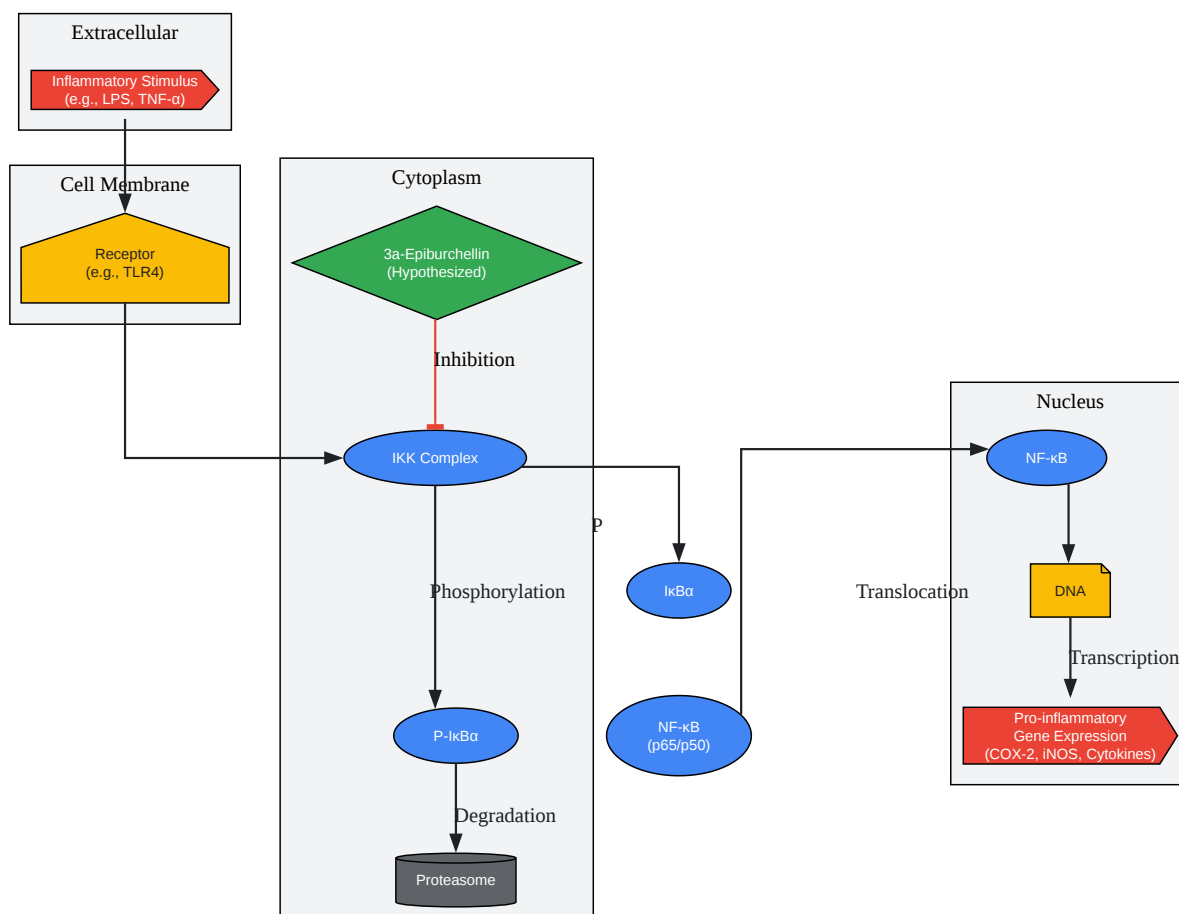 Extracellular
Inflammatory Stimulus
(e.g., LPS, TNF-α)
Cell Membrane
Receptor
(e.g., TLR4)
Cytoplasm
3a-Epiburchellin
(Hypothesized)
Inhibition
IKK Complex
P
Phosphorylation
IκBα
P-IκBα
NF-κB
(p65/p50)
Degradation
Proteasome
Translocation
Nucleus
NF-κB
DNA
Transcription
Pro-inflammatory
Gene Expression
(COX-2, iNOS, Cytokines)